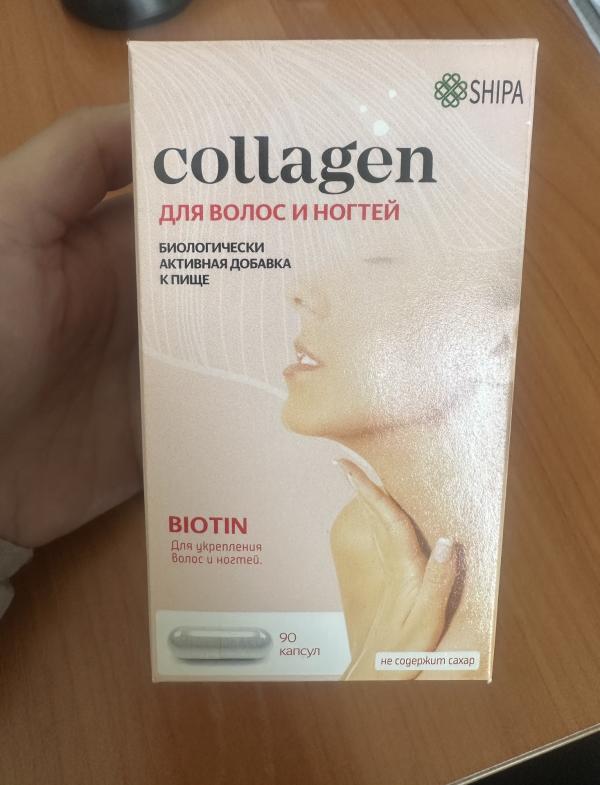 SHIPA
collagen
ДЛЯ ВОЛОС И НОГТЕЙ
БИОЛОГИЧЕСКИ
АКТИВНАЯ ДОБАВКА
К ПИЩЕ
BIOTIN
Для укрепления
волос и ногтей.
90
капсул
не содержит сахар